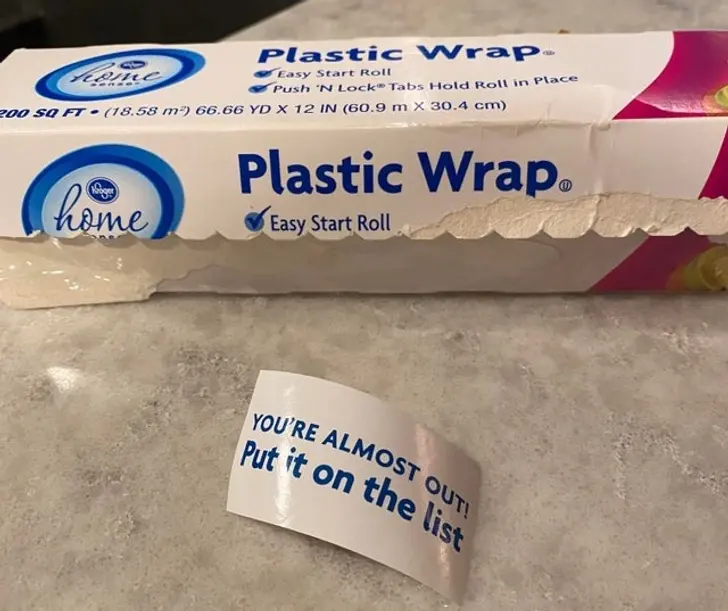 Kroger
home
sense
Plastic Wrap®
Easy Start Roll
Push 'N Lock® Tabs Hold Roll in Place
200 SQ FT • (18.58 m²) 66.66 YD X 12 IN (60.9 m X 30.4 cm)
Kroger
home
Plastic Wrap
Easy Start Roll
YOU'RE ALMOST OUT!
Put it on the list